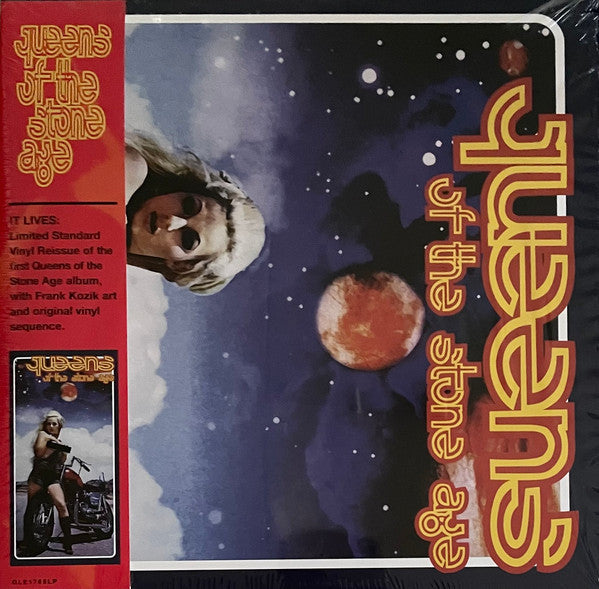 queens
of the
stone
age
IT LIVES:
Limited Standard
Vinyl Reissue of the
first Queens of the
Stone Age album,
with Frank Kozik art
and original vinyl
sequence.
queens
of the stone age
OLE1785LP
queens
of the stone age